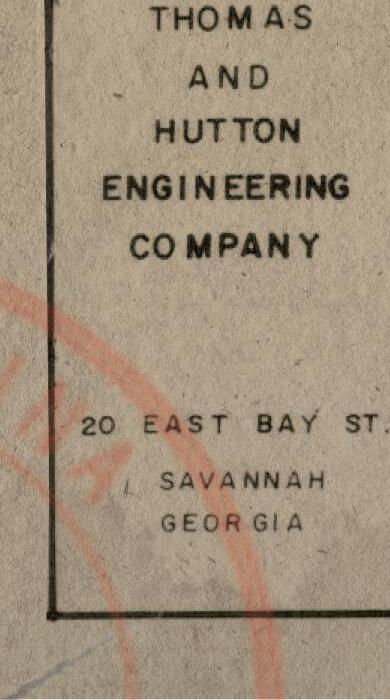 THOMAS
AND
HUTTON
ENGINEERING
COMPANY
20 EAST BAY ST.
SAVANNAH
GEORGIA